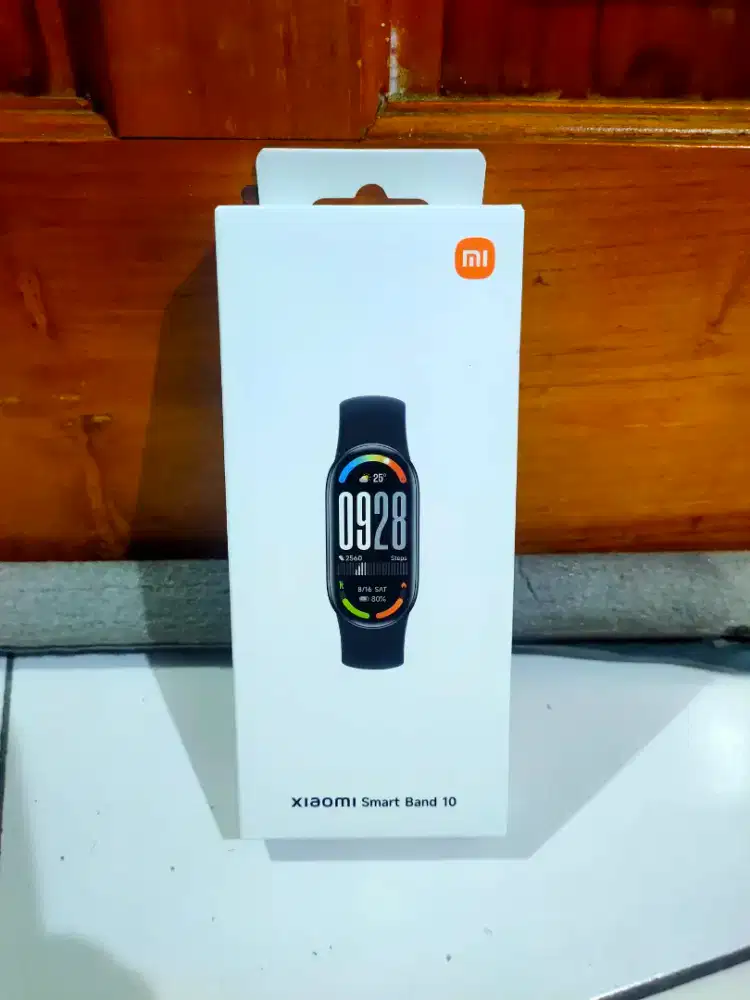 mi
25°
0928
2560 Steps
8/16 SAT
80%
xiaomi Smart Band 10